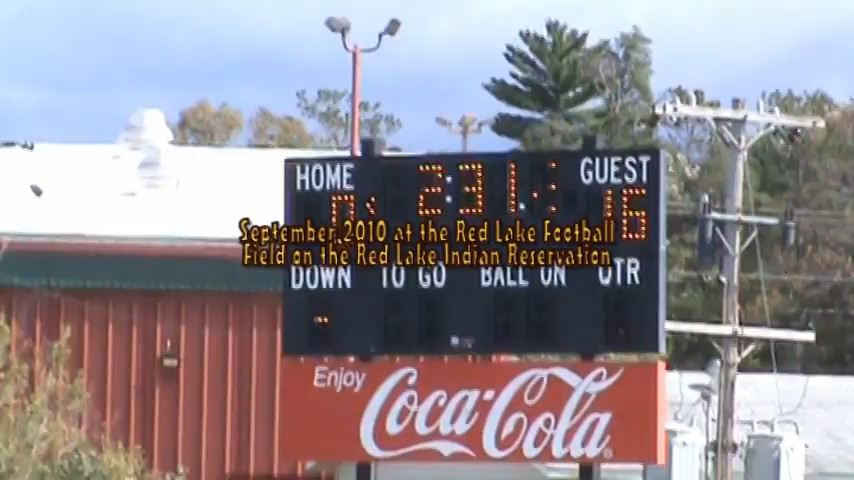 HOME
GUEST
2:31
16
September 2010 at the Red Lake Football
Field on the Red Lake Indian Reservation
DOWN TO GO BALL ON QTR
Enjoy
Coca-Cola